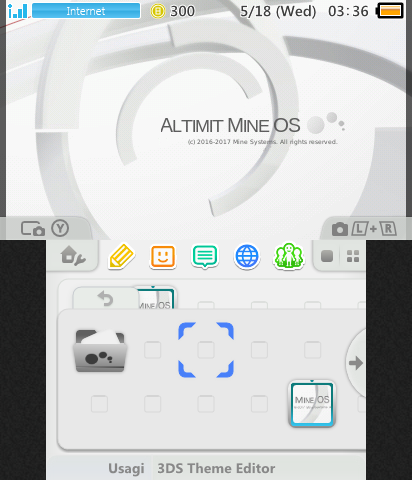 Internet 300 5/18 (Wed) 03:36
ALTIMIT MINE OS
(c) 2016-2017 Mine Systems. All rights reserved.
Y L+R
MINE OS
MINE OS
Usagi 3DS Theme Editor